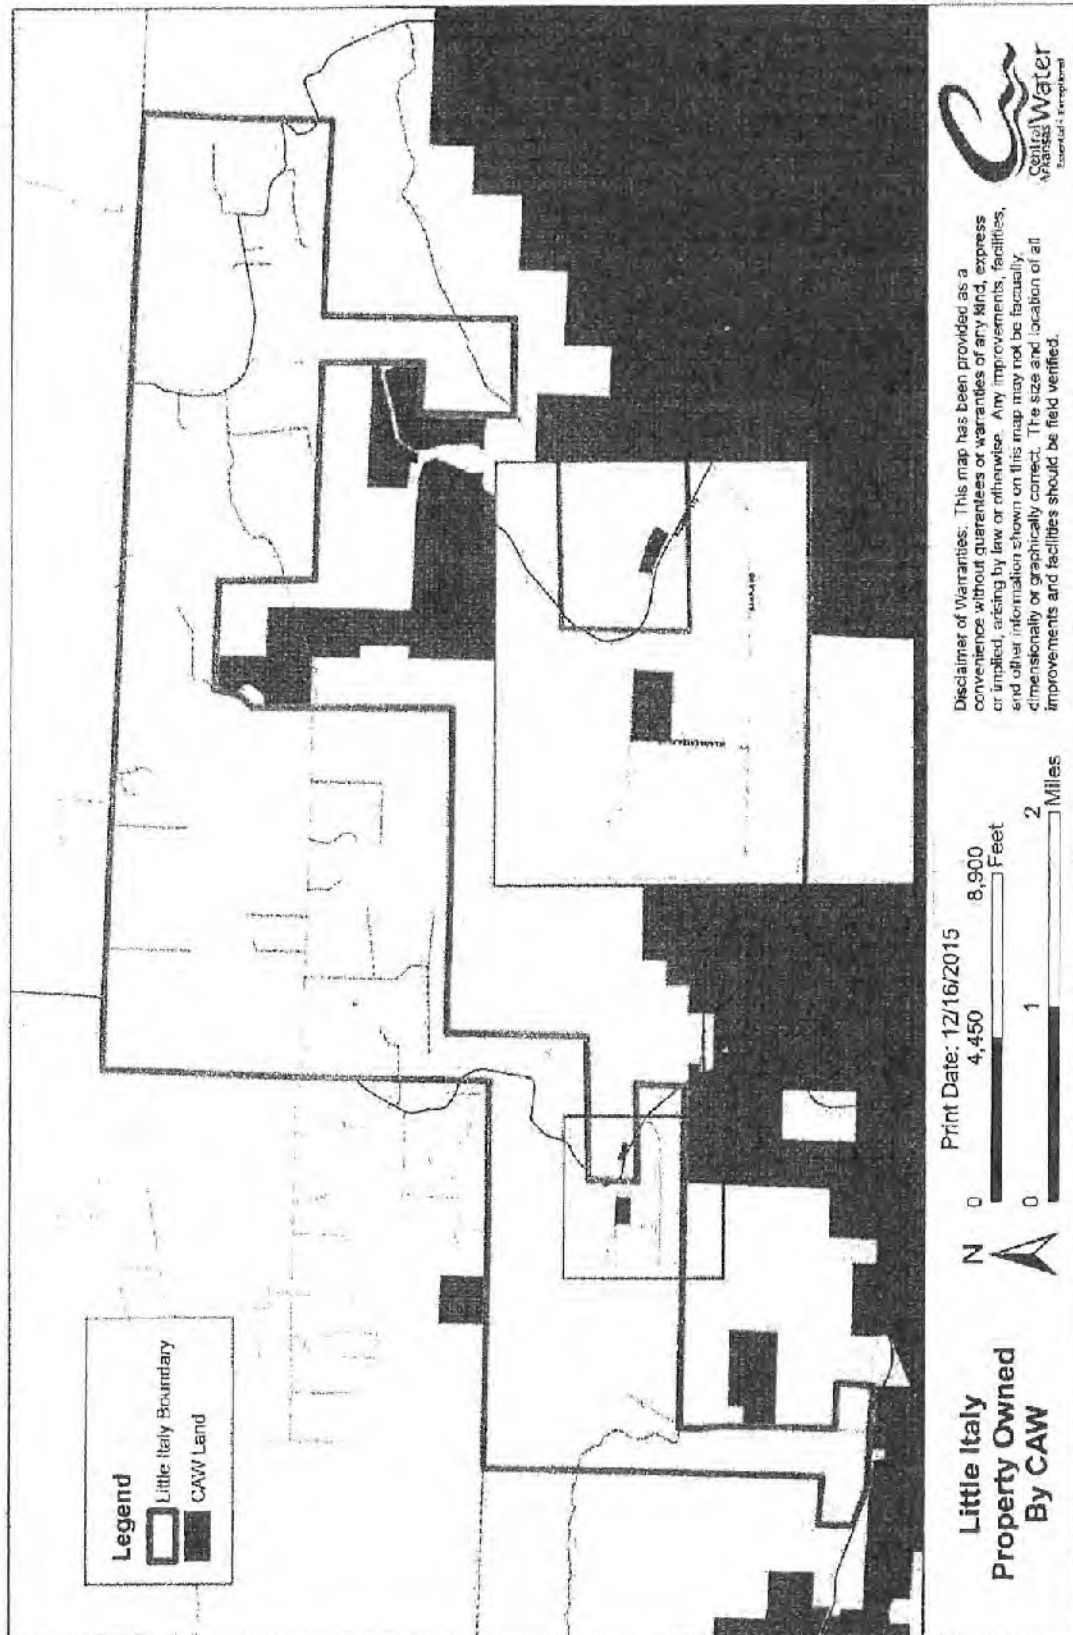 Legend
Little Italy Boundary
CAW Land
Little Italy
Property Owned
By CAW
N
Print Date: 12/16/2015
0 4,450 8,900
Feet
0 1 2
Miles
Disclaimer of Warranties: This map has been provided as a
convenience without guarantees or warranties of any kind, express
or implied, arising by law or otherwise. Any improvements, facilities,
and other information shown on this map may not be factually,
dimensionally or graphically correct. The size and location of all
improvements and facilities should be field verified.
Central
Arkansas Water
Essential & Exceptional